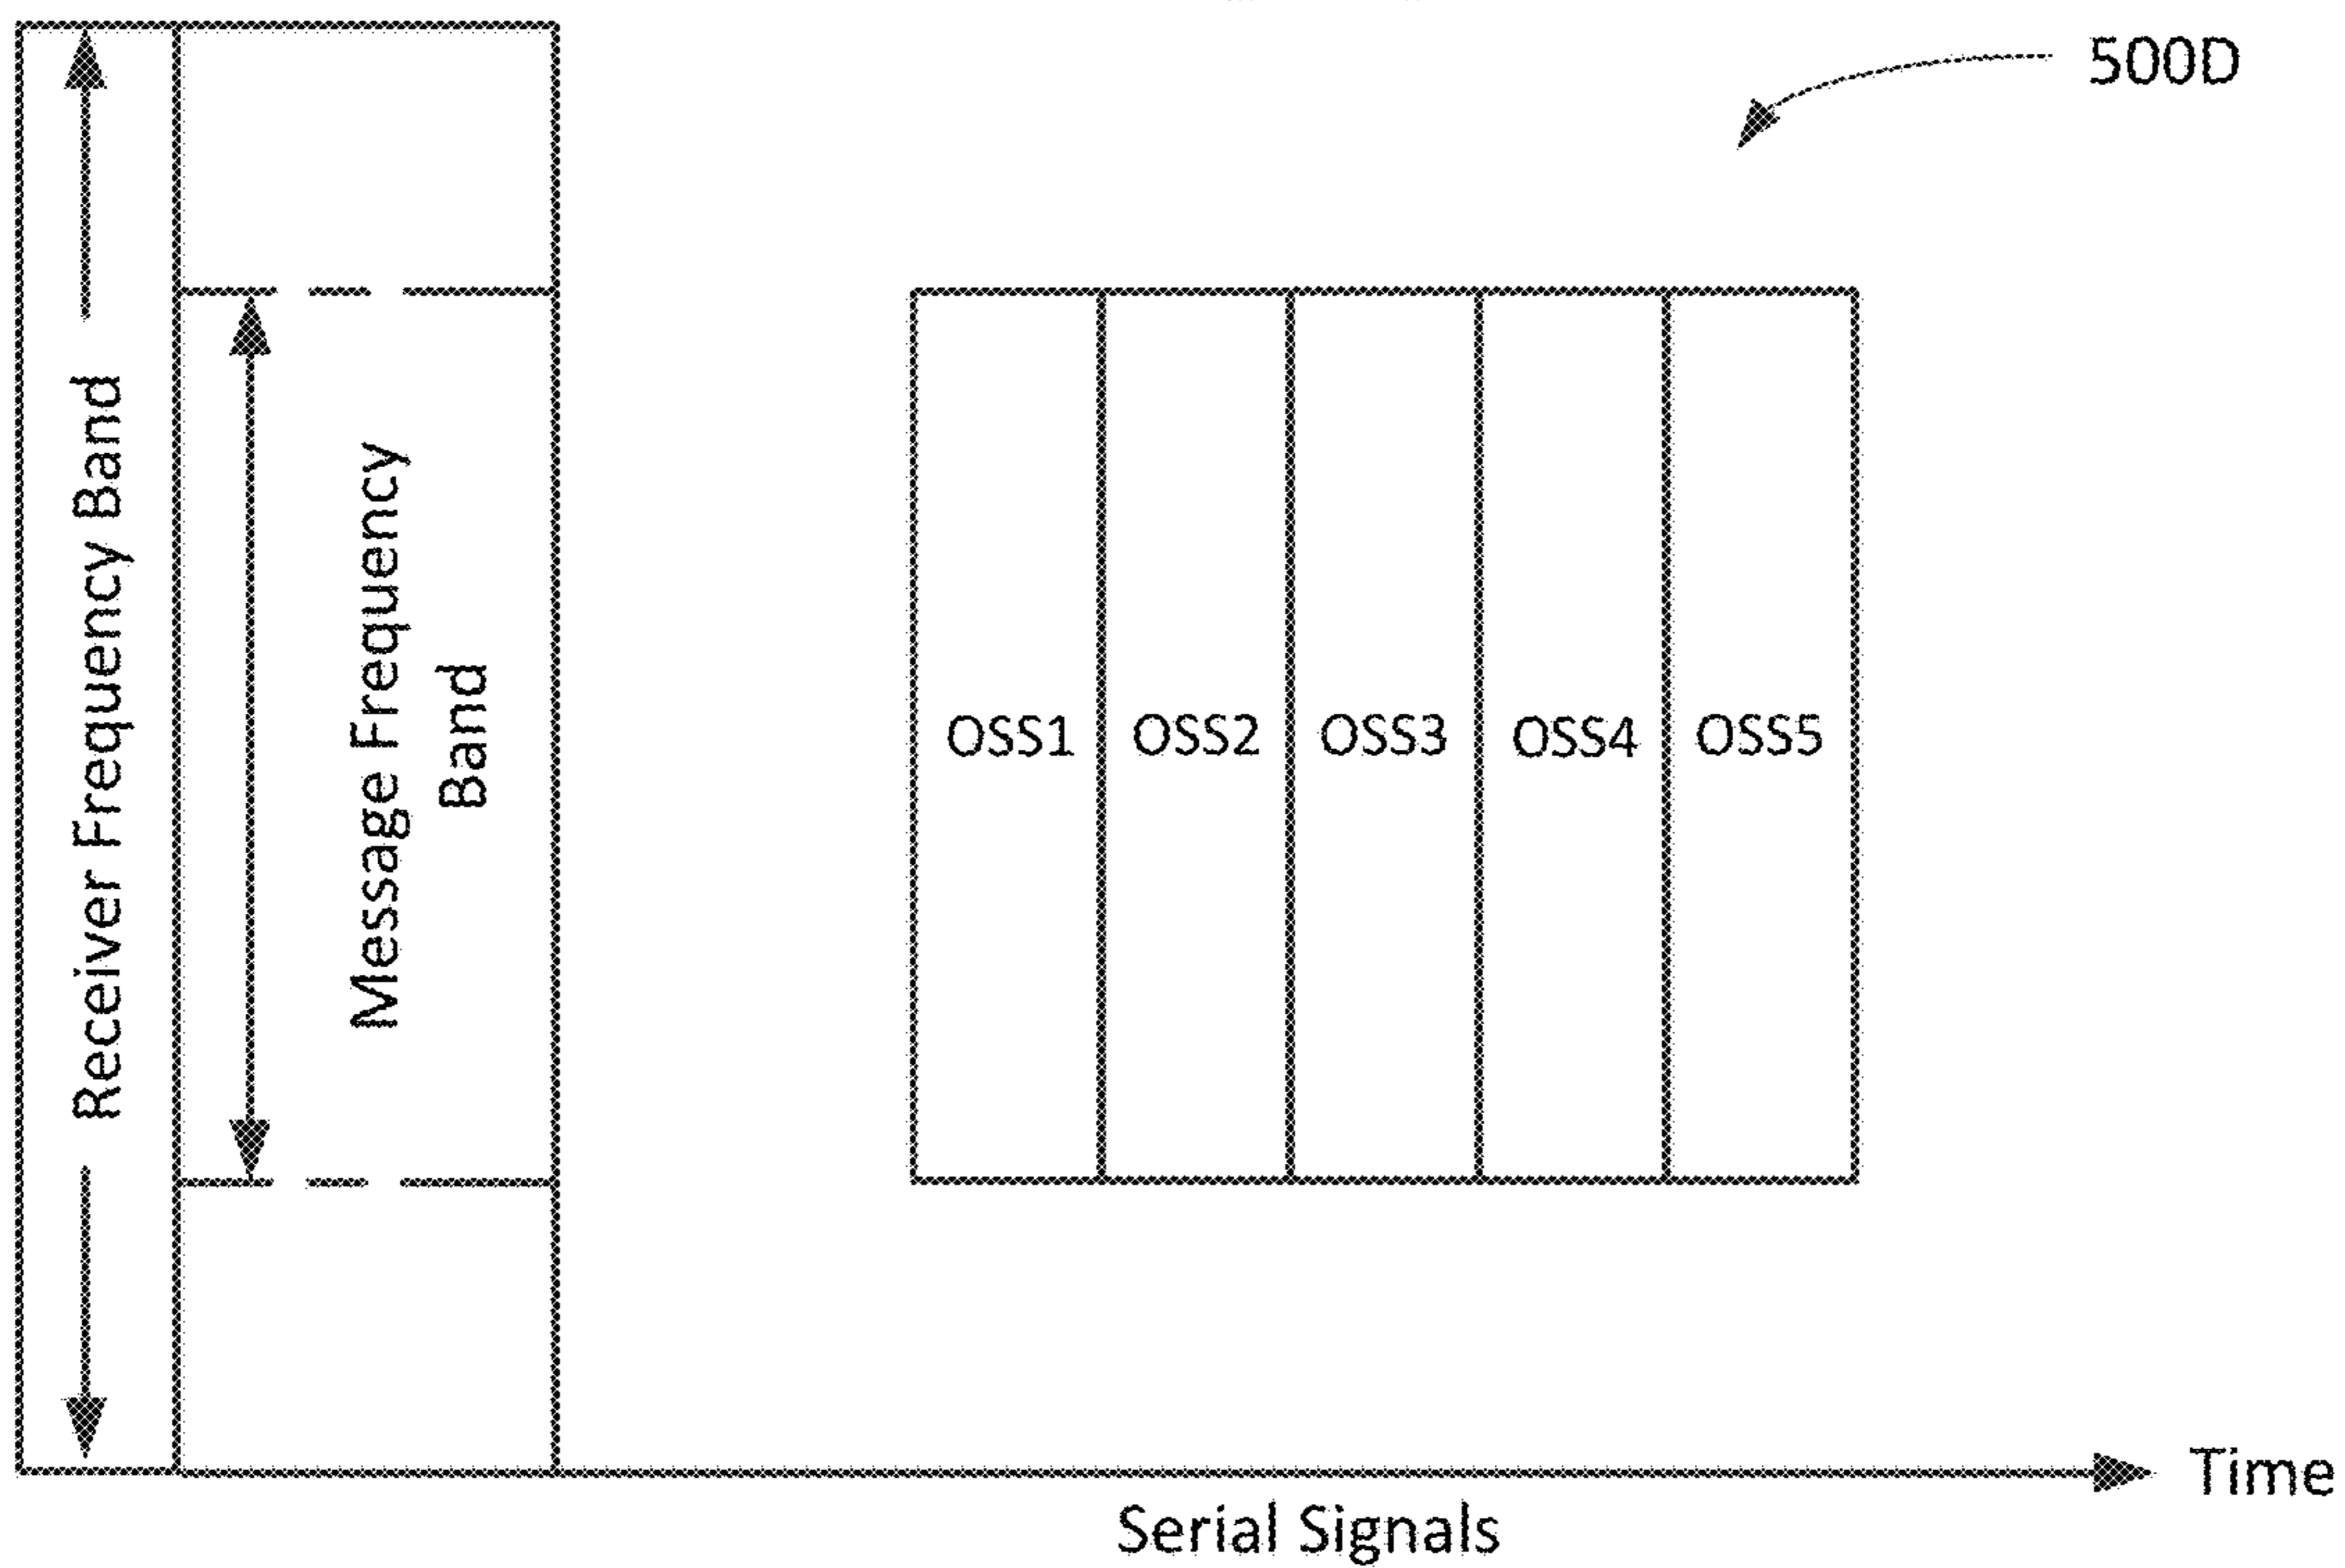 500D
Receiver Frequency Band
Message Frequency
Band
OSS1 OSS2 OSS3 OSS4 OSS5
Time
Serial Signals